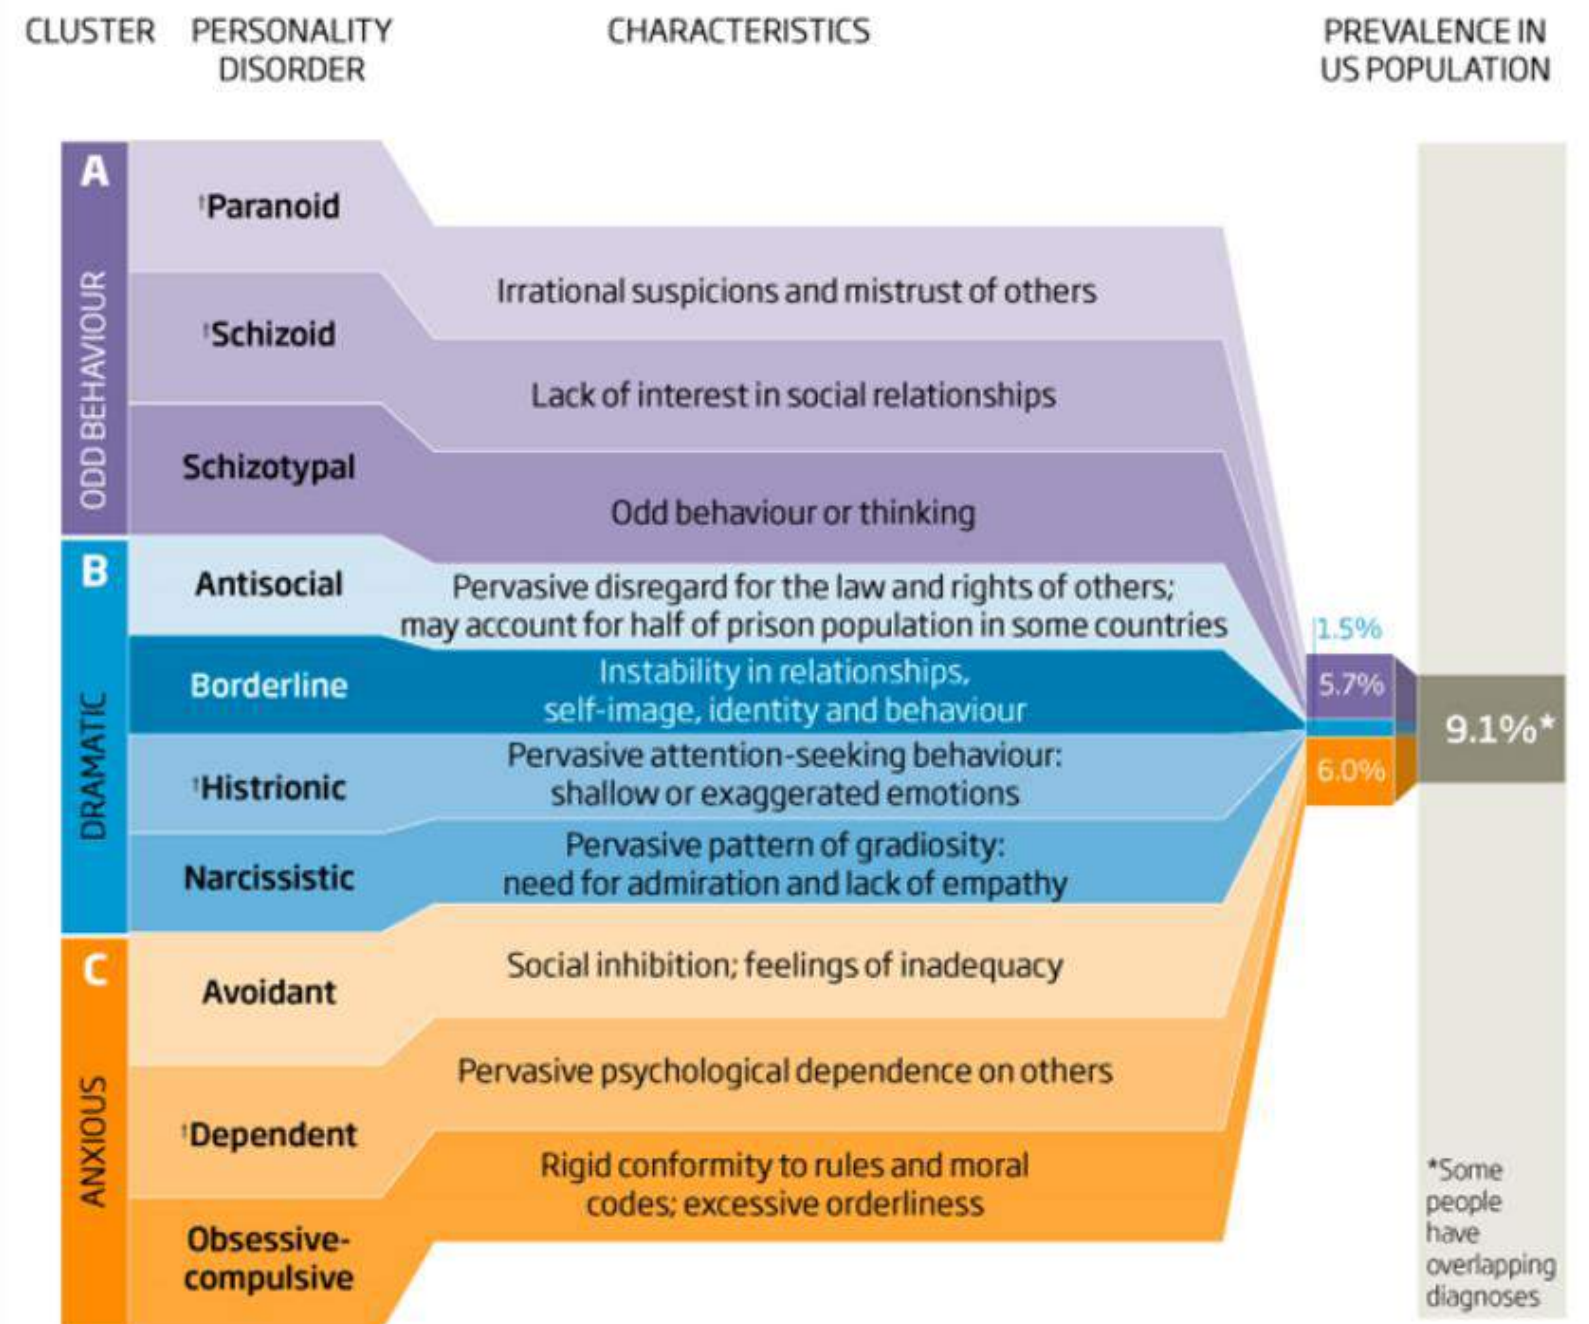 CLUSTER
PERSONALITY
DISORDER
CHARACTERISTICS
PREVALENCE IN
US POPULATION
A
ODD BEHAVIOUR
†Paranoid
Irrational suspicions and mistrust of others
†Schizoid
Lack of interest in social relationships
Schizotypal
Odd behaviour or thinking
B
DRAMATIC
Antisocial
Pervasive disregard for the law and rights of others;
may account for half of prison population in some countries
Borderline
Instability in relationships,
self-image, identity and behaviour
†Histrionic
Pervasive attention-seeking behaviour:
shallow or exaggerated emotions
Narcissistic
Pervasive pattern of gradiosity:
need for admiration and lack of empathy
C
ANXIOUS
Avoidant
Social inhibition; feelings of inadequacy
†Dependent
Pervasive psychological dependence on others
Obsessive-
compulsive
Rigid conformity to rules and moral
codes; excessive orderliness
1.5%
5.7%
6.0%
9.1%*
*Some
people
have
overlapping
diagnoses